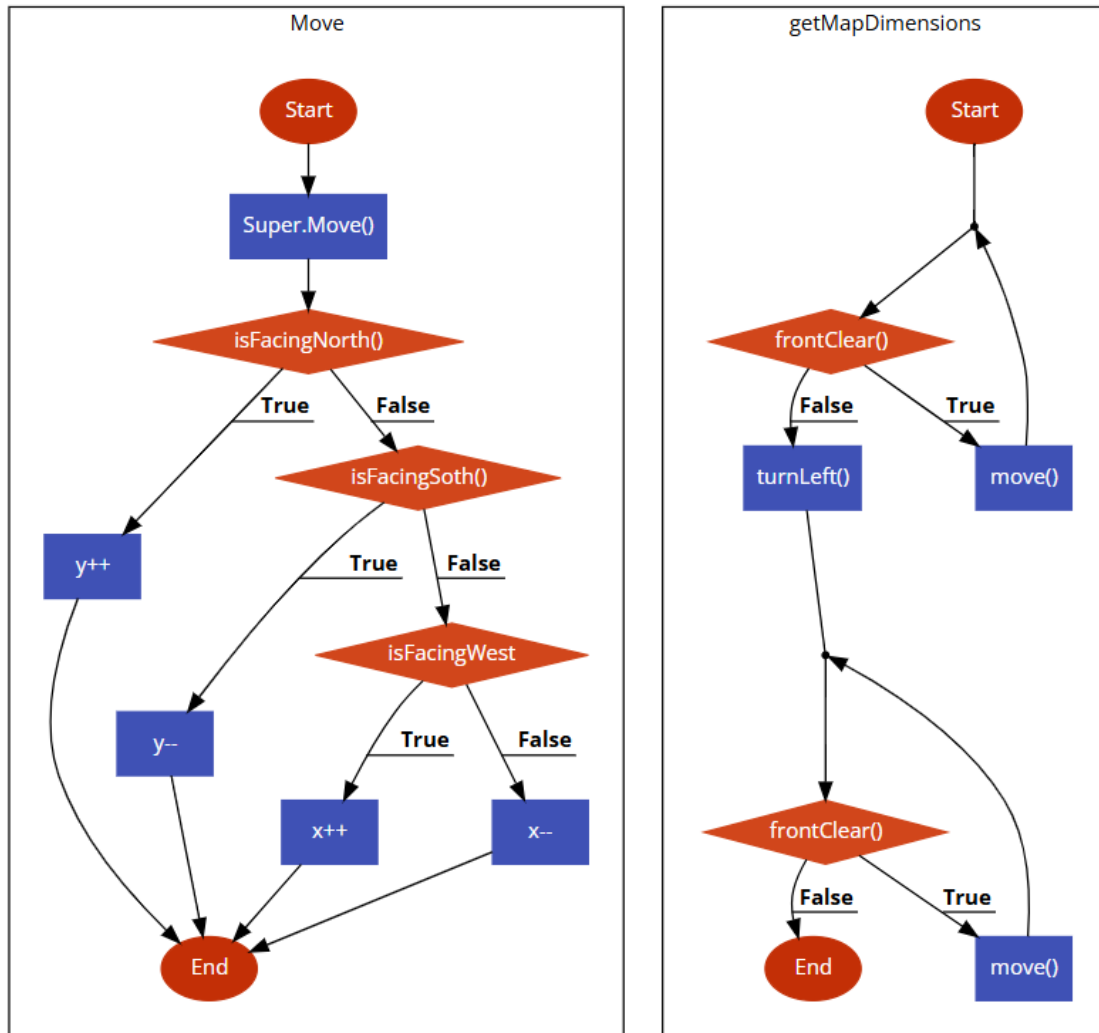 Move
Start
Super.Move()
isFacingNorth()
True
False
isFacingSoth()
y++
True
False
isFacingWest
y--
True
False
x++
x--
End
getMapDimensions
Start
frontClear()
False
True
turnLeft()
move()
frontClear()
False
True
End
move()